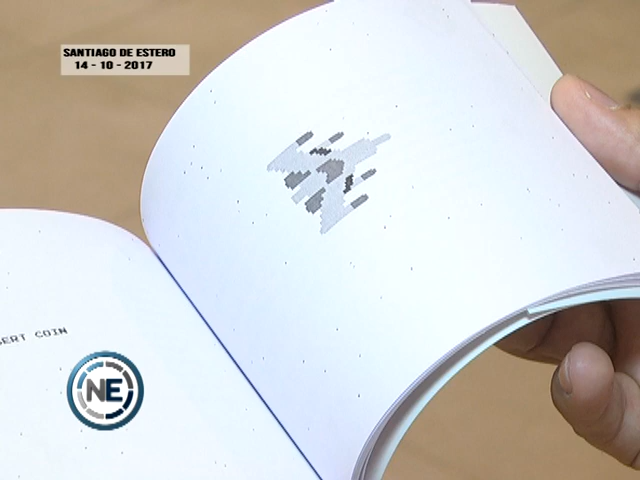 SANTIAGO DE ESTERO
14 - 10 - 2017
SERT COIN
NE